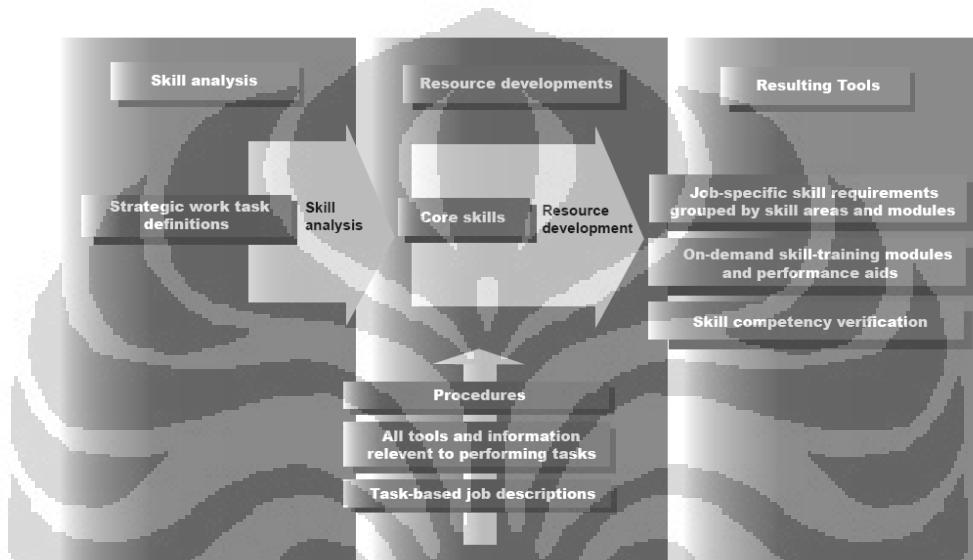 Skill analysis
Resource developments
Resulting Tools
Strategic work task
definitions
Skill
analysis
Core skills
Resource
development
Job-specific skill requirements
grouped by skill areas and modules
On-demand skill-training modules
and performance aids
Skill competency verification
Procedures
All tools and information
relevent to performing tasks
Task-based job descriptions